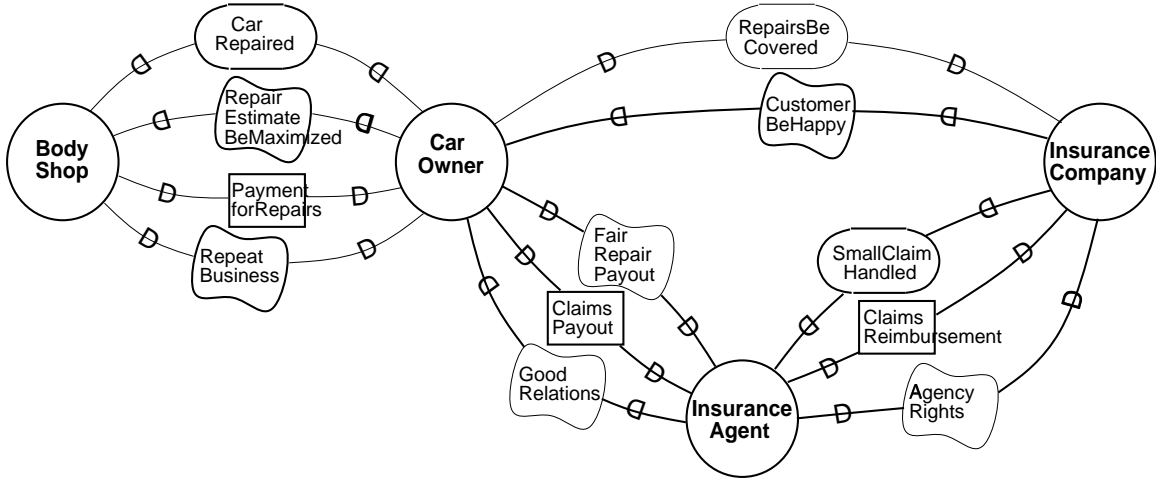 Car
Repaired
RepairsBe
Covered
Repair
Estimate
BeMaximized
Customer
BeHappy
Body
Shop
Car
Owner
Insurance
Company
Payment
forRepairs
Repeat
Business
Fair
Repair
Payout
SmallClaim
Handled
Claims
Payout
Claims
Reimbursement
Good
Relations
Agency
Rights
Insurance
Agent